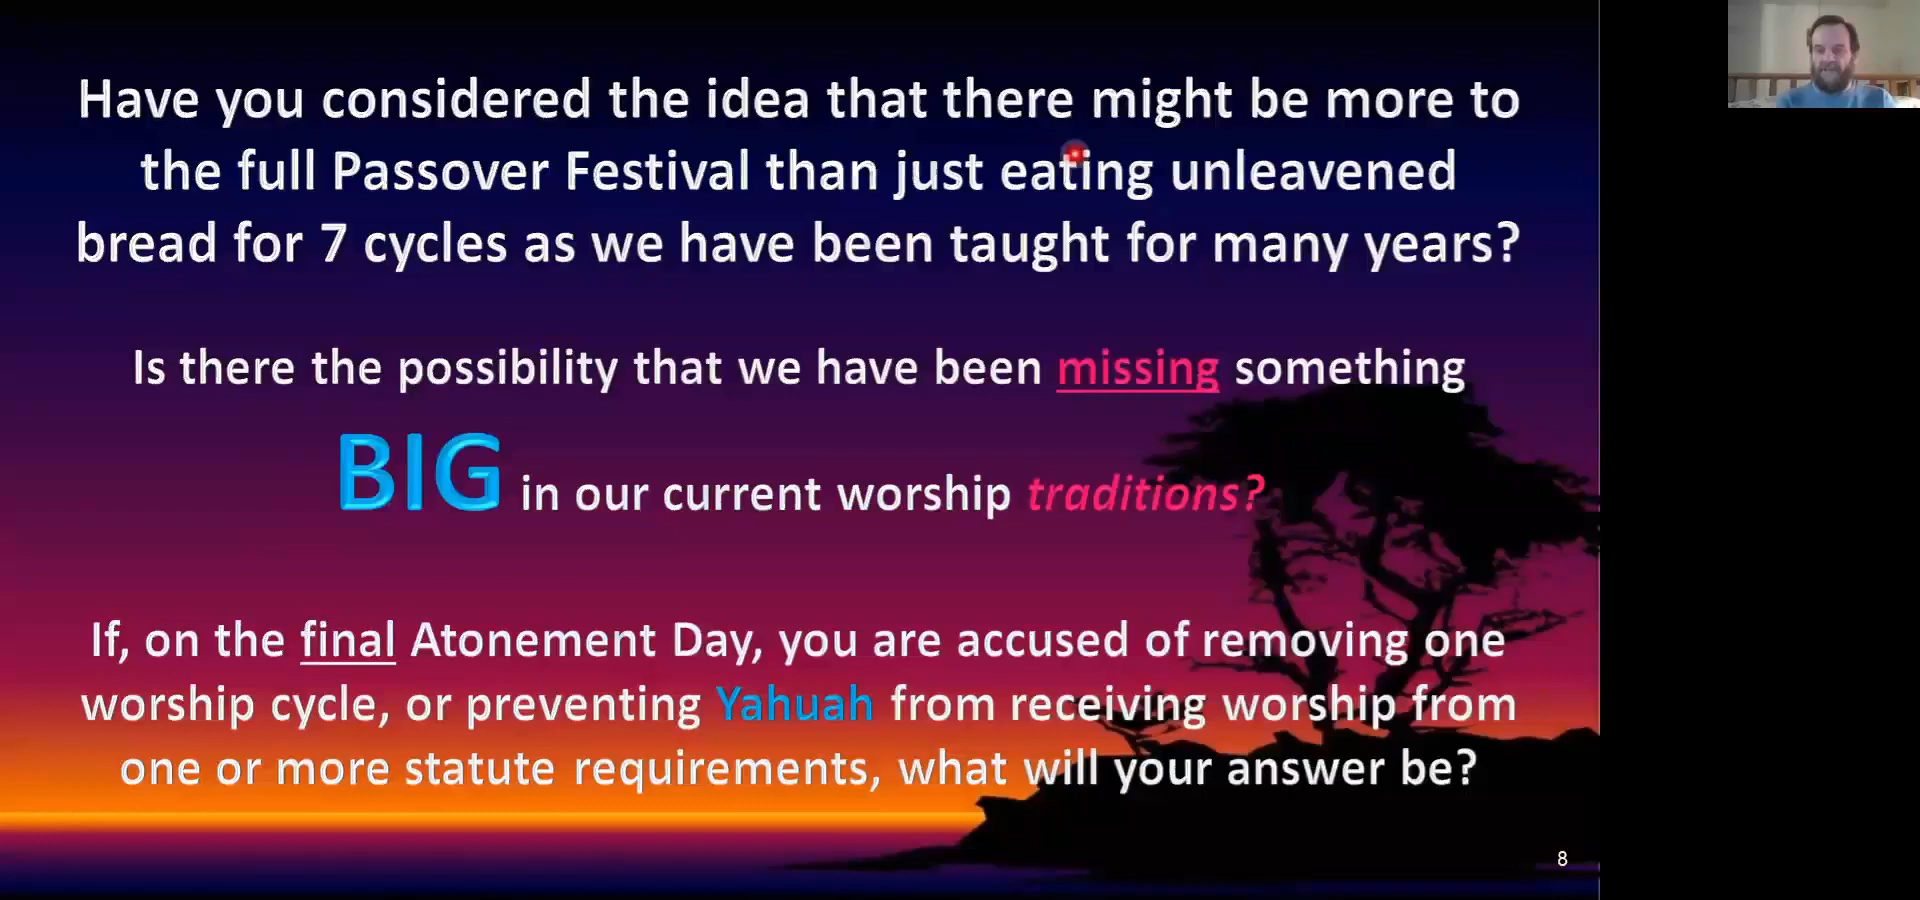 Have you considered the idea that there might be more to
the full Passover Festival than just eating unleavened
bread for 7 cycles as we have been taught for many years?
Is there the possibility that we have been missing something
BIG in our current worship traditions?
If, on the final Atonement Day, you are accused of removing one
worship cycle, or preventing Yahuah from receiving worship from
one or more statute requirements, what will your answer be?
8